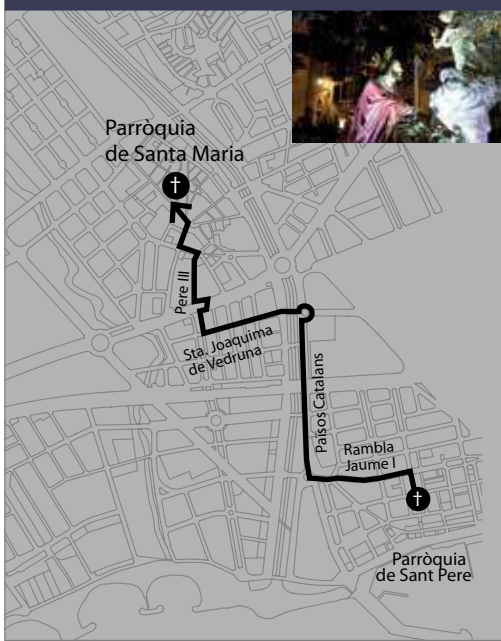 Parròquia
de Santa Maria
Pere III
Sta. Joaquima
de Vedruna
Països Catalans
Rambla
Jaume I
Parròquia
de Sant Pere